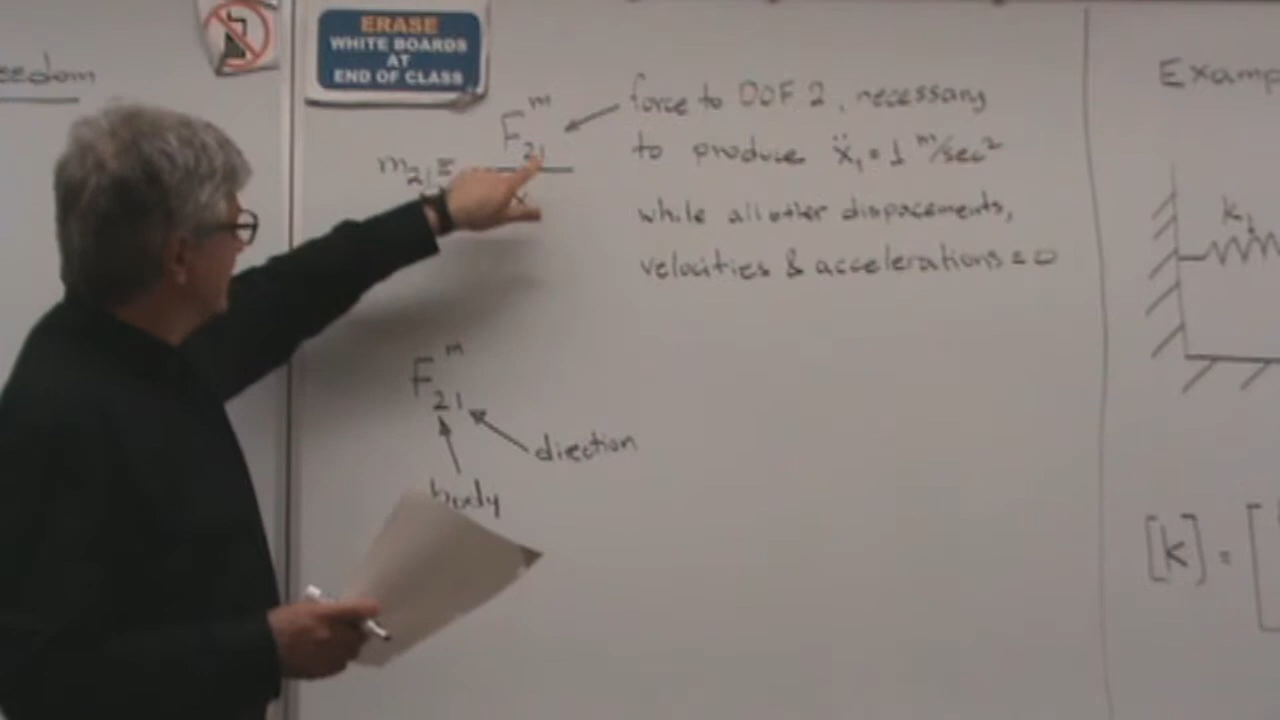 eedom
ERASE
WHITE BOARDS
AT
END OF CLASS
m₂₁ ≡ F₂₁ᵐ
x
force to DOF 2, necessary
to produce ẍ₁ = 1 m/sec²
while all other dispacements,
velocities & accelerations = 0
F₂₁ᵐ
direction
body
Examp
k₁
[k] = [